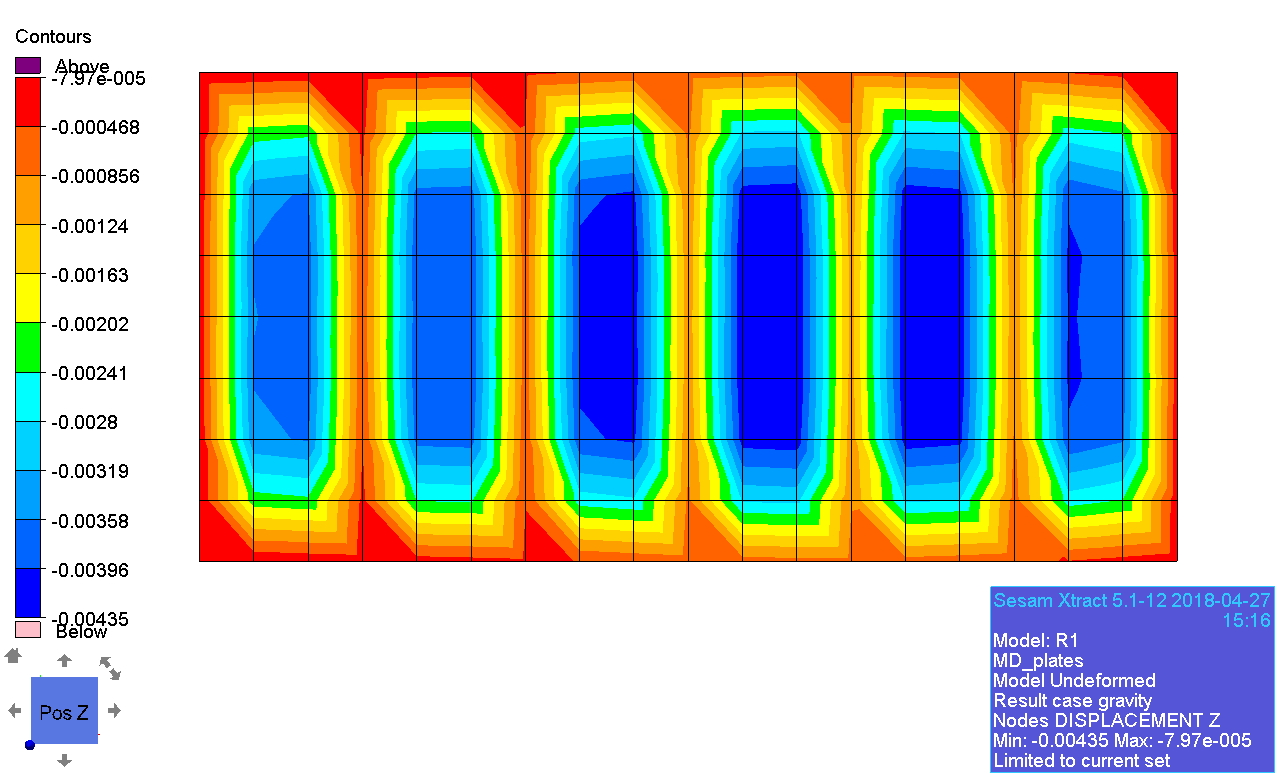 Contours
Above
-7.97e-005
-0.000468
-0.000856
-0.00124
-0.00163
-0.00202
-0.00241
-0.0028
-0.00319
-0.00358
-0.00396
-0.00435
Below
Pos Z
Sesam Xtract 5.1-12 2018-04-27
15:16
Model: R1
MD_plates
Model Undeformed
Result case gravity
Nodes DISPLACEMENT Z
Min: -0.00435 Max: -7.97e-005
Limited to current set